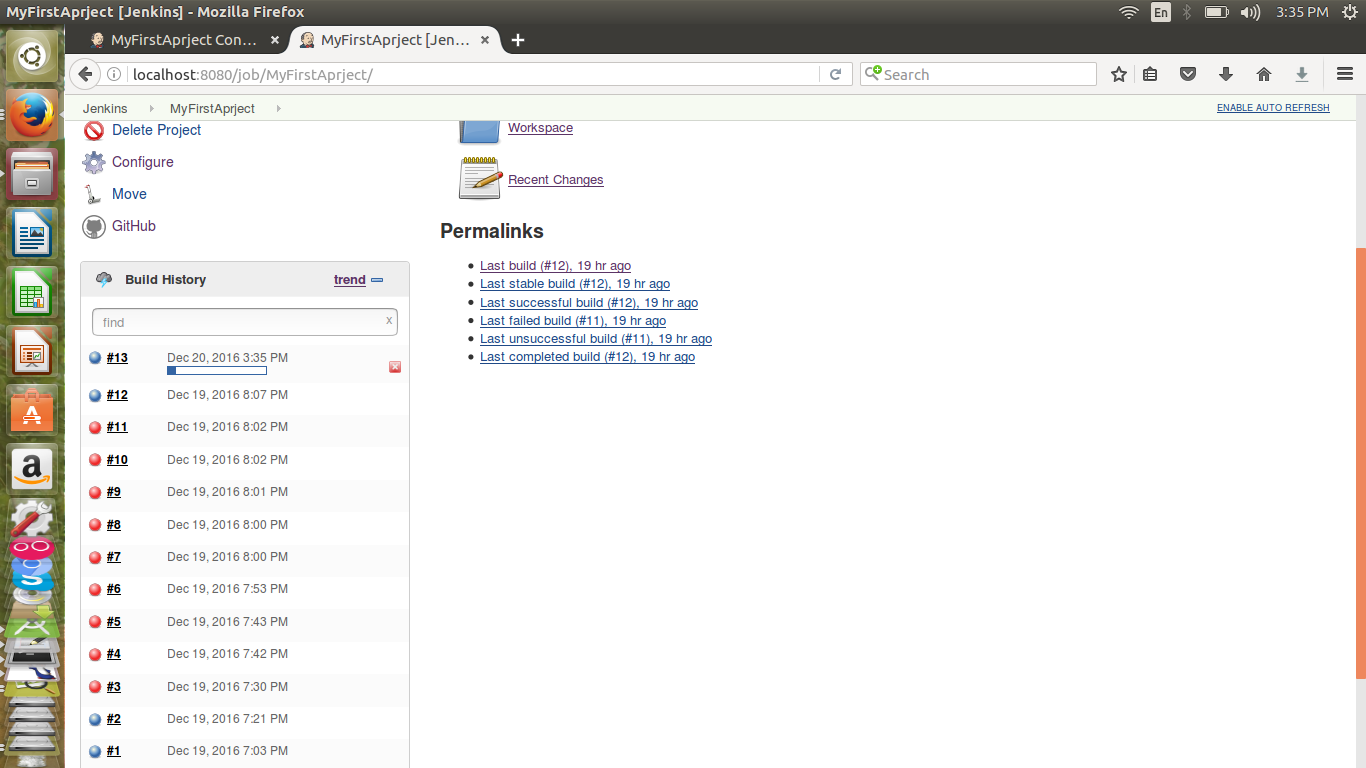 MyFirstAprject [Jenkins] - Mozilla Firefox
En
3:35 PM
MyFirstAprject Con... ×
MyFirstAprject [Jen... ×
localhost:8080/job/MyFirstAprject/
Search
Jenkins
MyFirstAprject
ENABLE AUTO REFRESH
Delete Project
Configure
Move
GitHub
Workspace
Recent Changes
Permalinks
Last build (#12), 19 hr ago
Last stable build (#12), 19 hr ago
Last successful build (#12), 19 hr ago
Last failed build (#11), 19 hr ago
Last unsuccessful build (#11), 19 hr ago
Last completed build (#12), 19 hr ago
Build History trend
find x
#13 Dec 20, 2016 3:35 PM
#12 Dec 19, 2016 8:07 PM
#11 Dec 19, 2016 8:02 PM
#10 Dec 19, 2016 8:02 PM
#9 Dec 19, 2016 8:01 PM
#8 Dec 19, 2016 8:00 PM
#7 Dec 19, 2016 8:00 PM
#6 Dec 19, 2016 7:53 PM
#5 Dec 19, 2016 7:43 PM
#4 Dec 19, 2016 7:42 PM
#3 Dec 19, 2016 7:30 PM
#2 Dec 19, 2016 7:21 PM
#1 Dec 19, 2016 7:03 PM